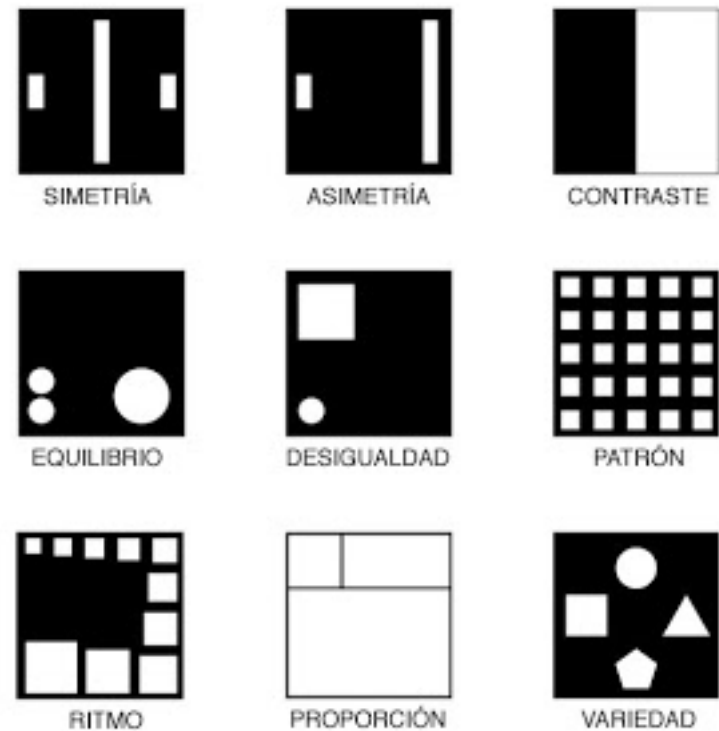 SIMETRÍA
ASIMETRÍA
CONTRASTE
EQUILIBRIO
DESIGUALDAD
PATRÓN
RITMO
PROPORCIÓN
VARIEDAD